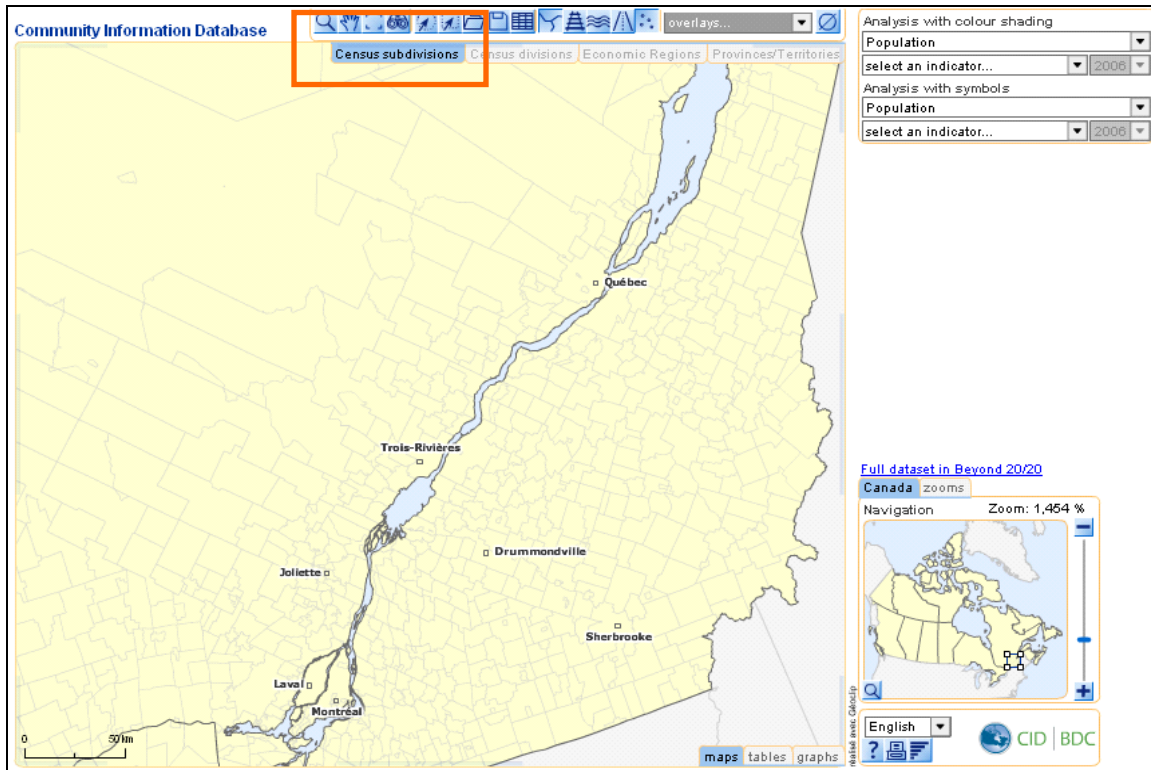 Community Information Database
overlays...
Census subdivisions
Census divisions
Economic Regions
Provinces/Territories
Analysis with colour shading
Population
select an indicator...
2006
Analysis with symbols
Population
select an indicator...
2006
Québec
Trois-Rivières
Drummondville
Joliette
Sherbrooke
Laval
Montréal
0 50 km
maps
tables
graphs
Full dataset in Beyond 20/20
Canada
zooms
Navigation
Zoom: 1,454 %
réalisé avec Géoclip
English
?
CID | BDC